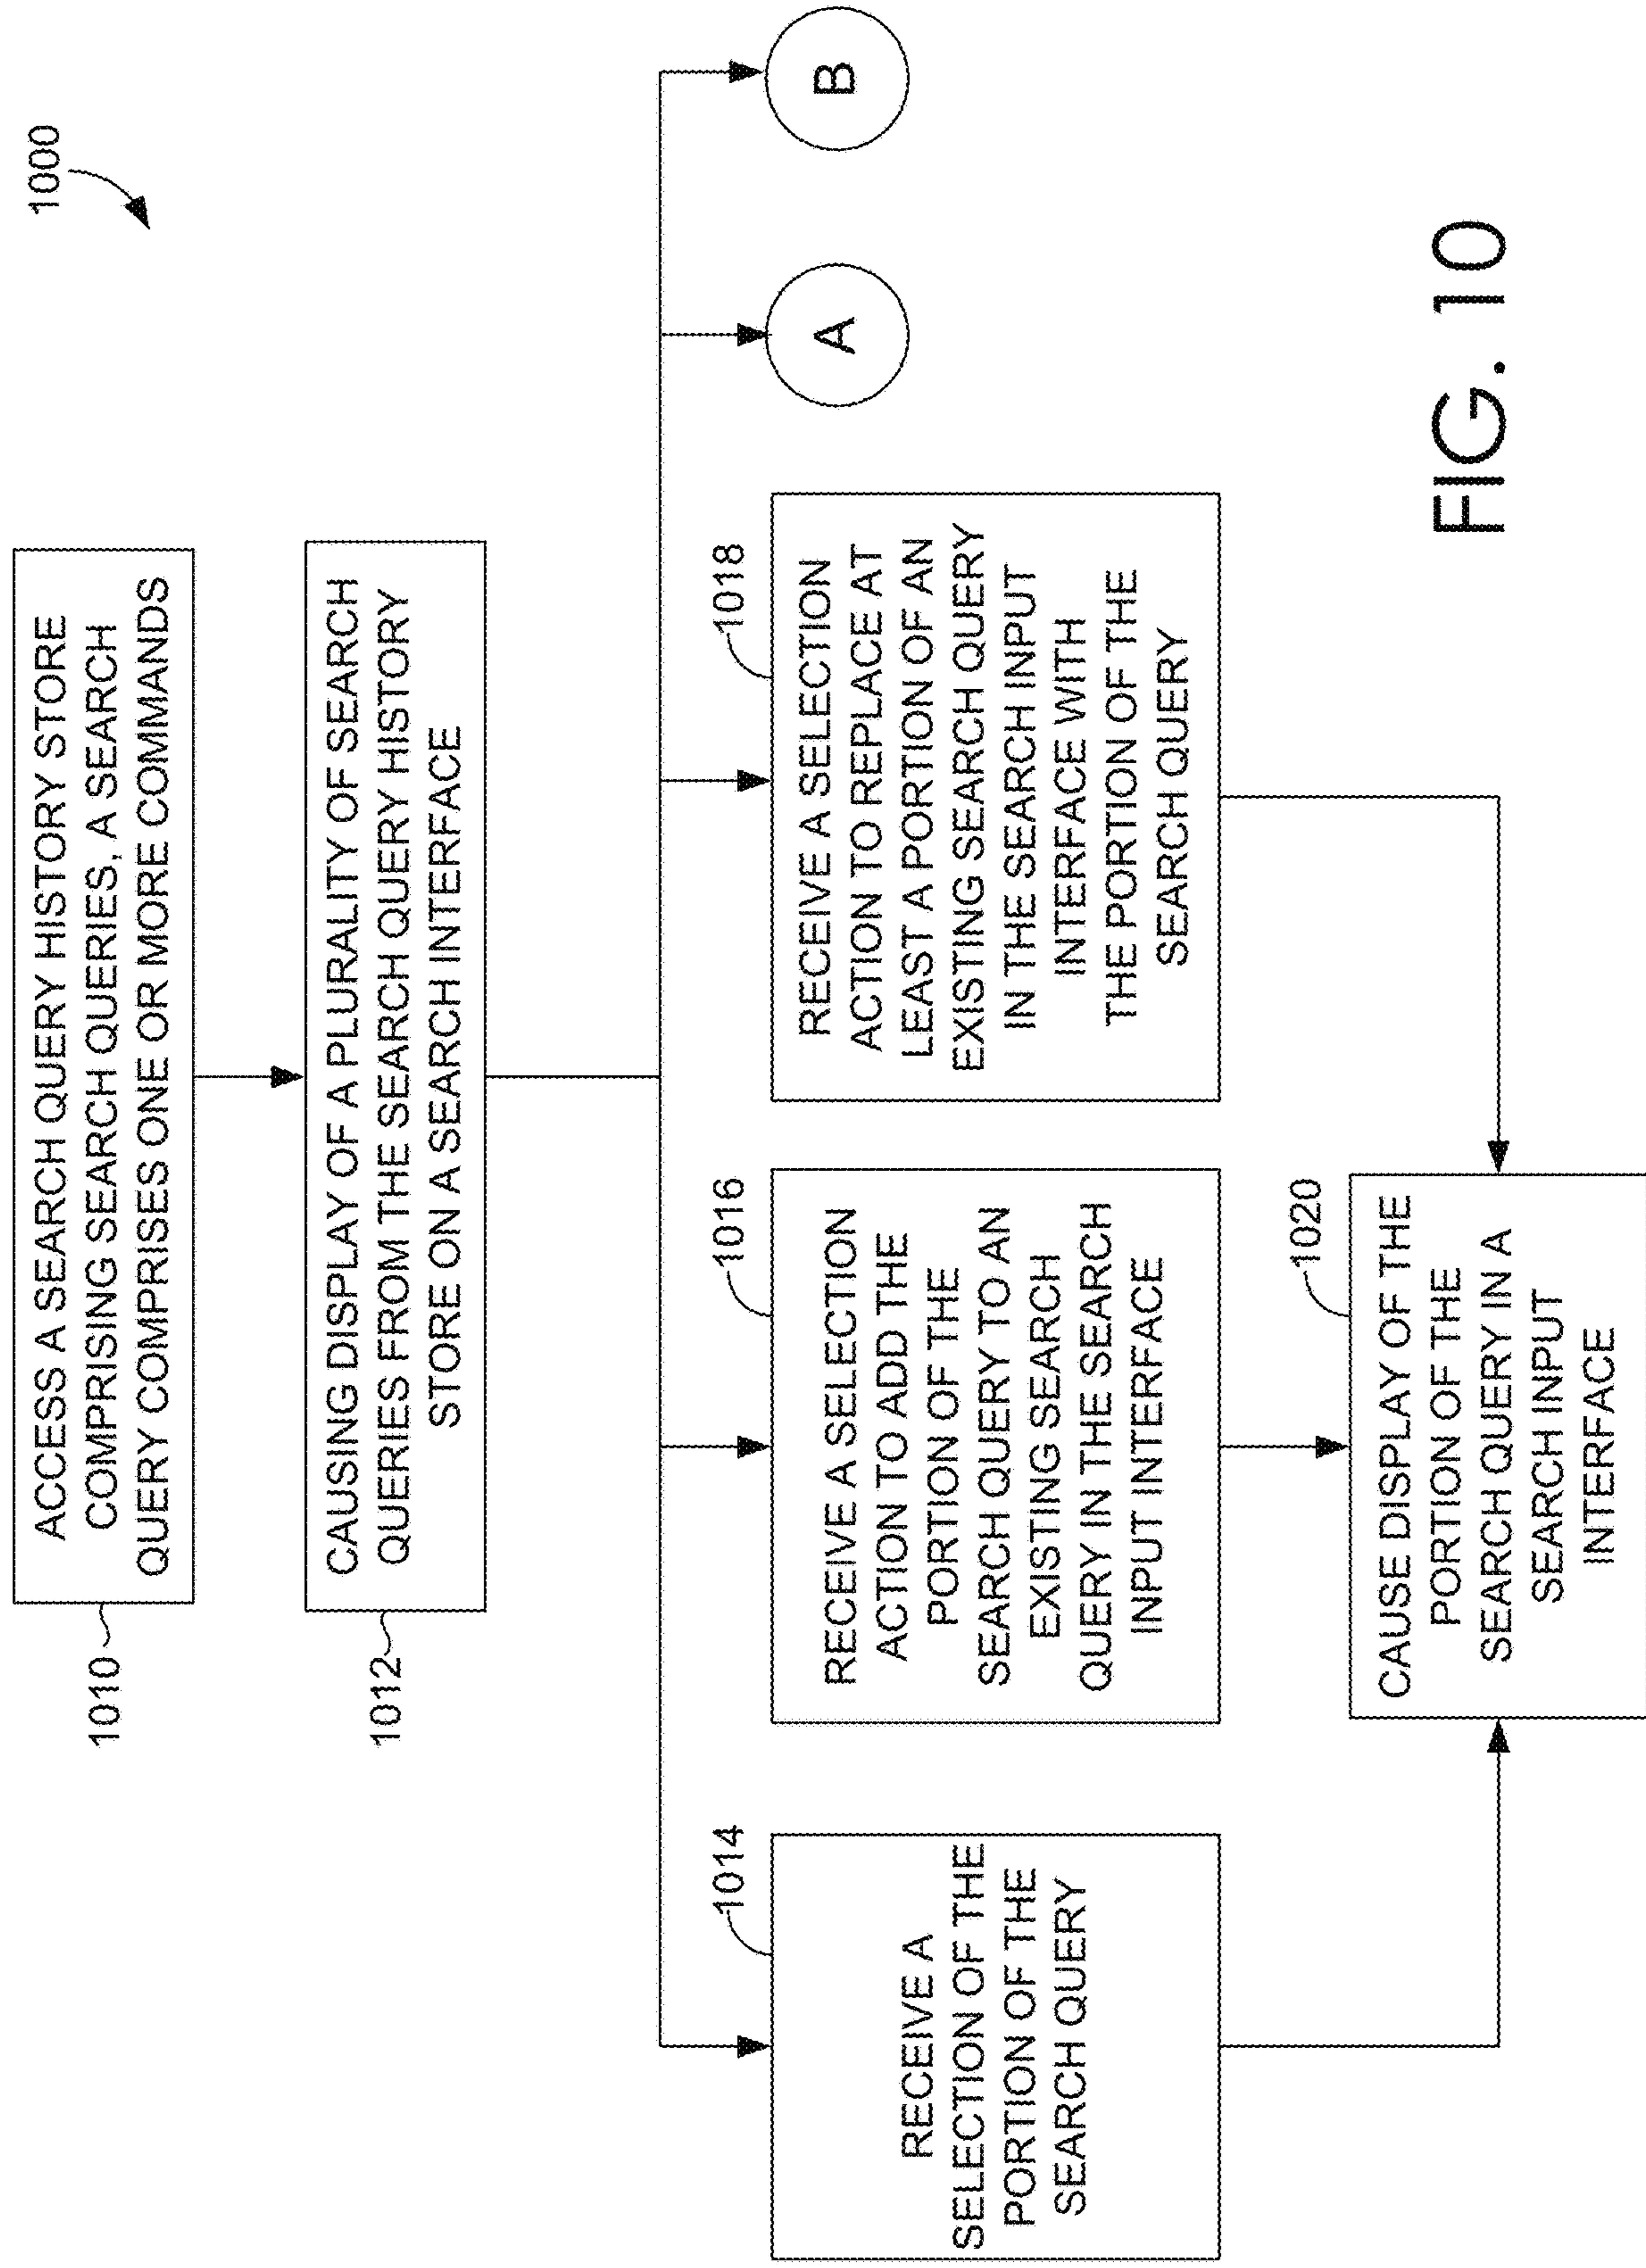 1000
ACCESS A SEARCH QUERY HISTORY STORE
COMPRISING SEARCH QUERIES, A SEARCH
QUERY COMPRISES ONE OR MORE COMMANDS
1010
CAUSING DISPLAY OF A PLURALITY OF SEARCH
QUERIES FROM THE SEARCH QUERY HISTORY
STORE ON A SEARCH INTERFACE
1012
1014
RECEIVE A
SELECTION OF THE
PORTION OF THE
SEARCH QUERY
1016
RECEIVE A SELECTION
ACTION TO ADD THE
PORTION OF THE
SEARCH QUERY TO AN
EXISTING SEARCH
QUERY IN THE SEARCH
INPUT INTERFACE
1018
RECEIVE A SELECTION
ACTION TO REPLACE AT
LEAST A PORTION OF AN
EXISTING SEARCH QUERY
IN THE SEARCH INPUT
INTERFACE WITH
THE PORTION OF THE
SEARCH QUERY
A
B
1020
CAUSE DISPLAY OF THE
PORTION OF THE
SEARCH QUERY IN A
SEARCH INPUT
INTERFACE
FIG. 10